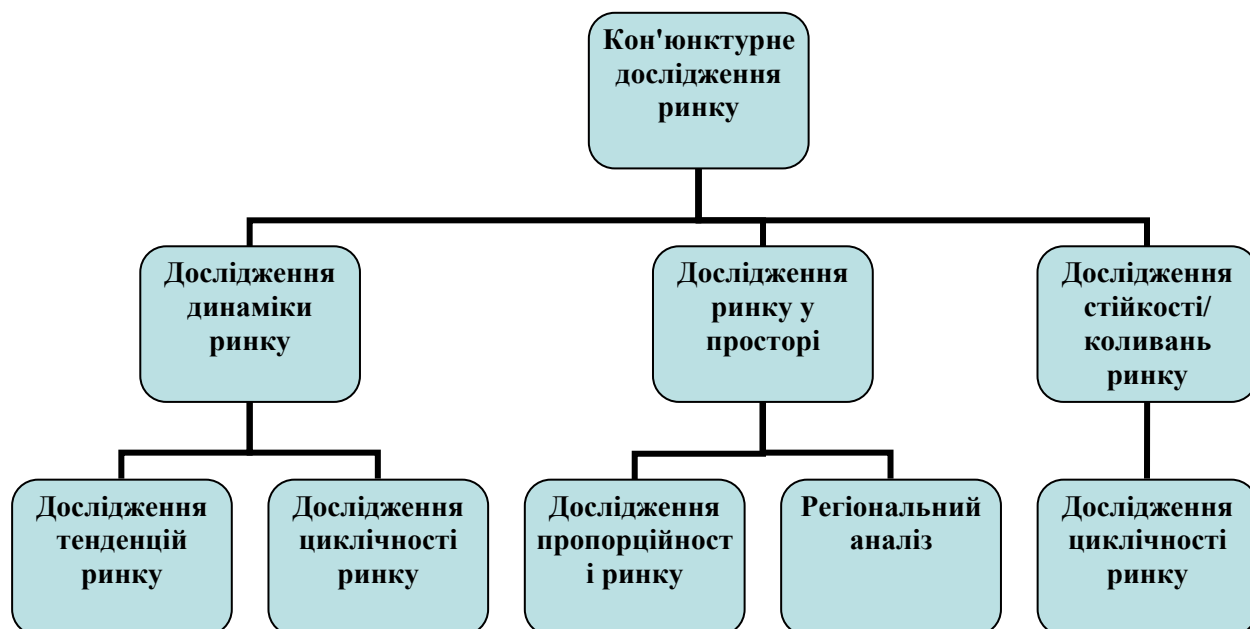 Кон'юнктурне
дослідження
ринку
Дослідження
динаміки
ринку
Дослідження
ринку у
просторі
Дослідження
стійкості/
коливань
ринку
Дослідження
тенденцій
ринку
Дослідження
циклічності
ринку
Дослідження
пропорційност
і ринку
Регіональний
аналіз
Дослідження
циклічності
ринку